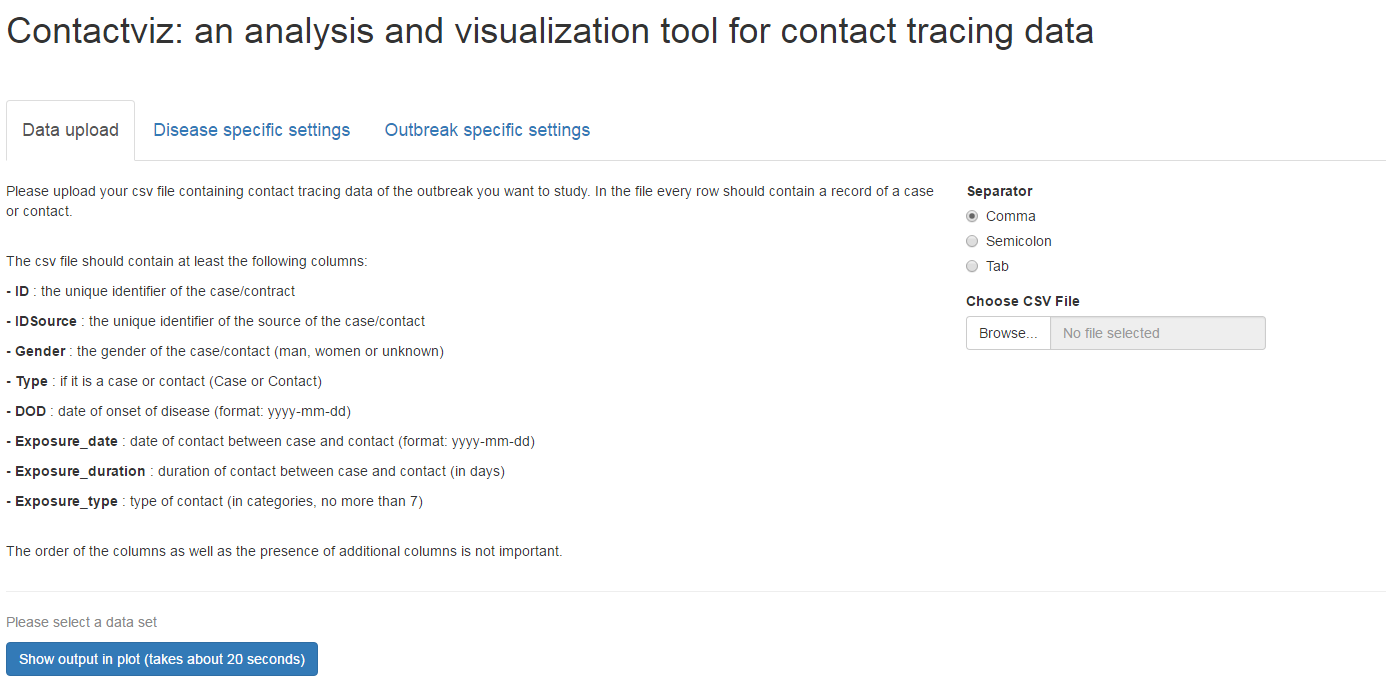 Contactviz: an analysis and visualization tool for contact tracing data
Data upload
Disease specific settings
Outbreak specific settings
Please upload your csv file containing contact tracing data of the outbreak you want to study. In the file every row should contain a record of a case
or contact.
The csv file should contain at least the following columns:
- ID : the unique identifier of the case/contract
- IDSource : the unique identifier of the source of the case/contact
- Gender : the gender of the case/contact (man, women or unknown)
- Type : if it is a case or contact (Case or Contact)
- DOD : date of onset of disease (format: yyyy-mm-dd)
- Exposure_date : date of contact between case and contact (format: yyyy-mm-dd)
- Exposure_duration : duration of contact between case and contact (in days)
- Exposure_type : type of contact (in categories, no more than 7)
The order of the columns as well as the presence of additional columns is not important.
Separator
Comma
Semicolon
Tab
Choose CSV File
Browse... No file selected
Please select a data set
Show output in plot (takes about 20 seconds)